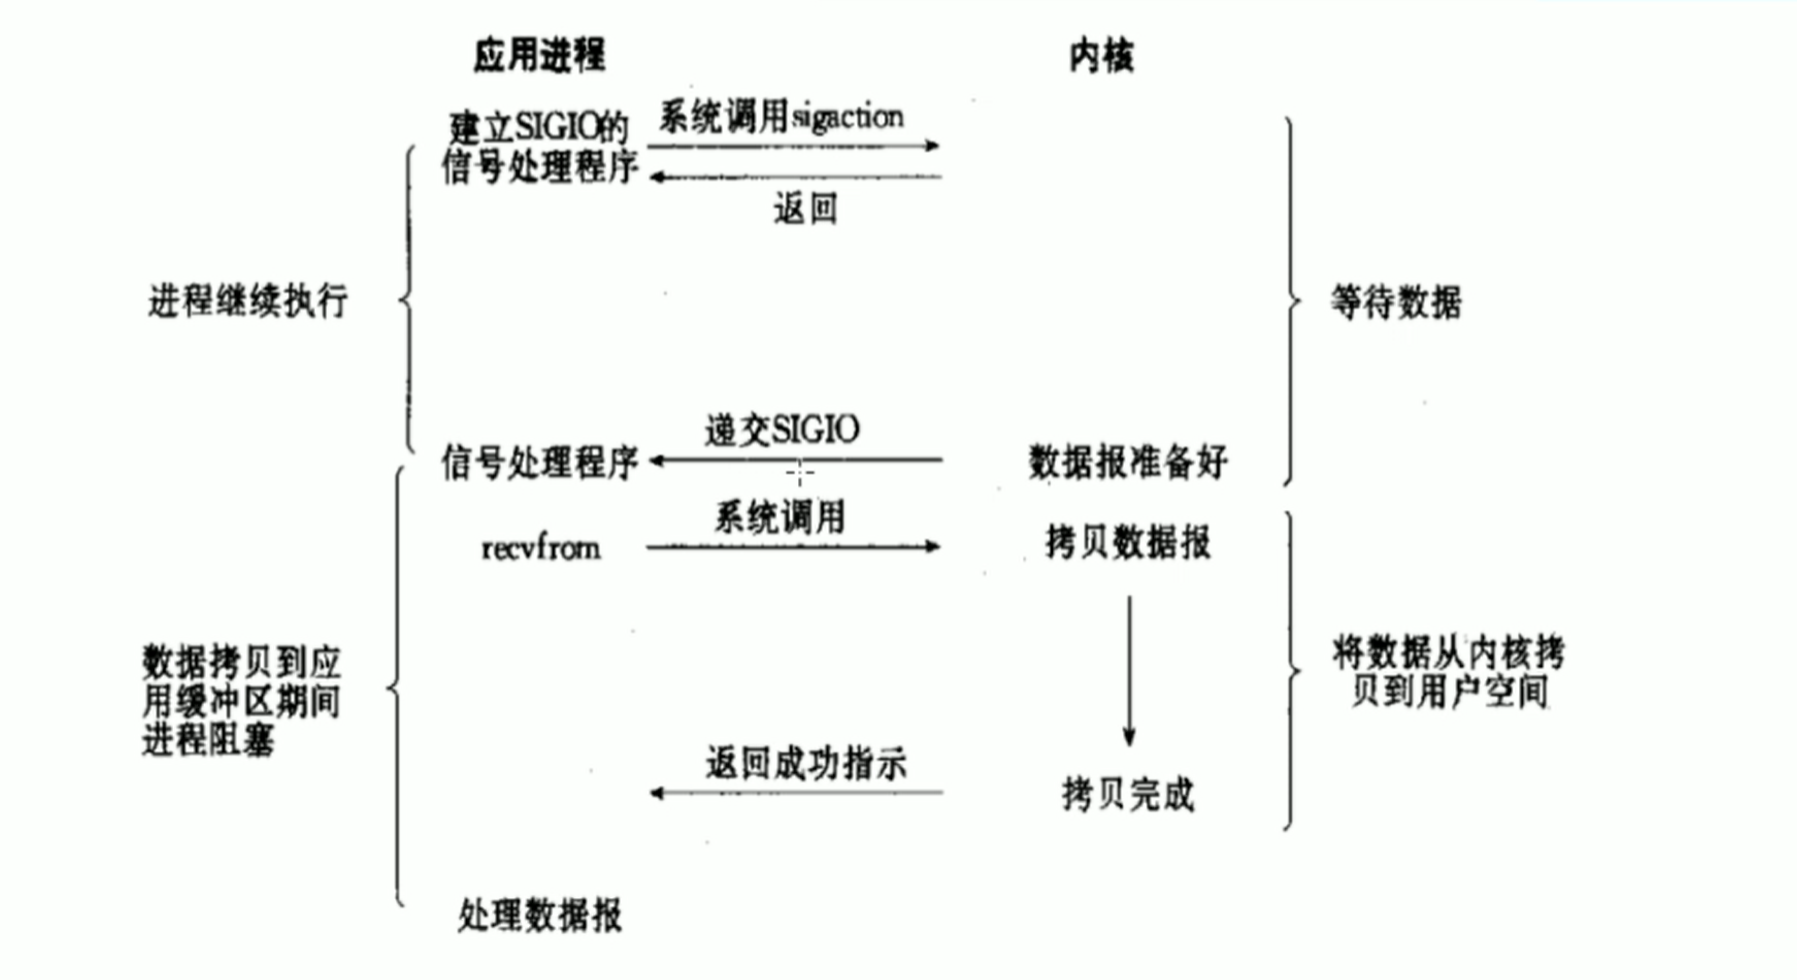 应用进程
内核
建立SIGIO的
信号处理程序
系统调用sigaction
返回
进程继续执行
等待数据
递交SIGIO
信号处理程序
数据报准备好
系统调用
recvfrom
拷贝数据报
数据拷贝到应
用缓冲区期间
进程阻塞
将数据从内核拷
贝到用户空间
返回成功指示
拷贝完成
处理数据报